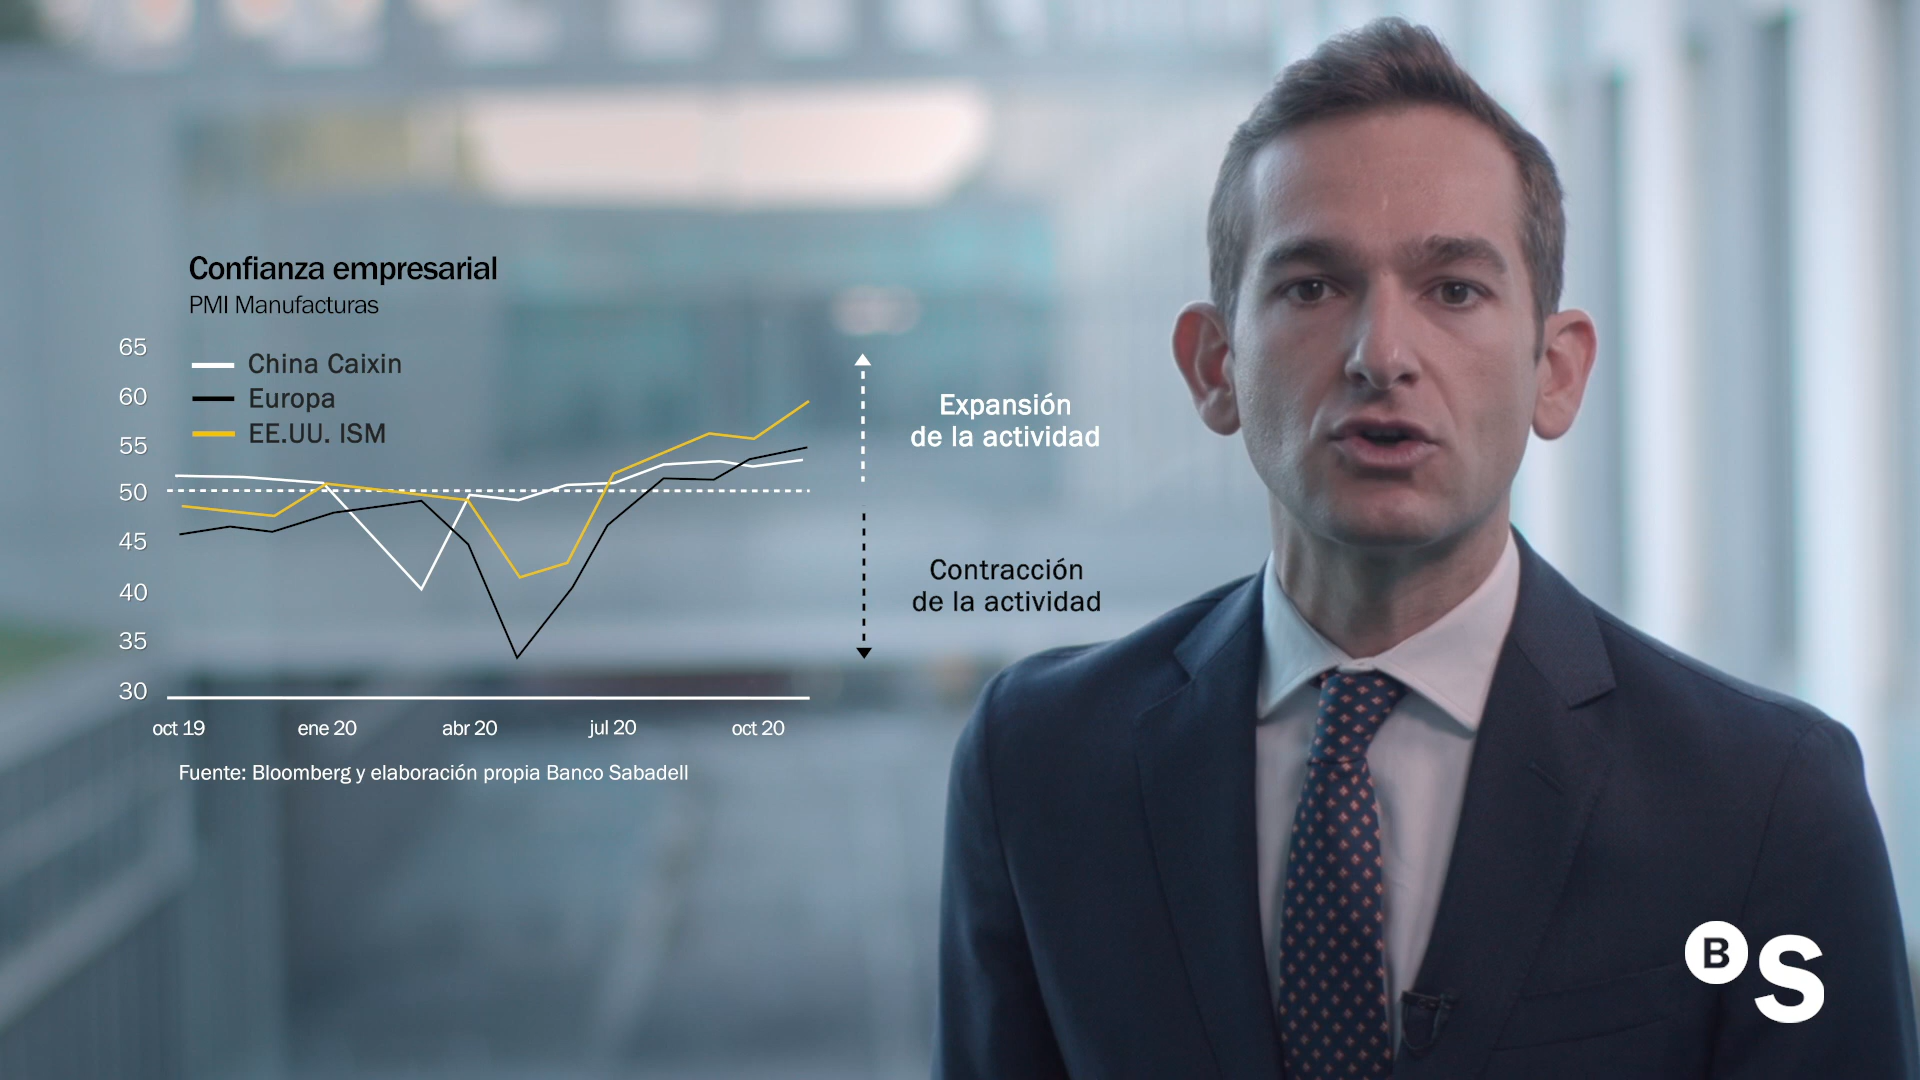 Confianza empresarial
PMI Manufacturas
65
60
55
50
45
40
35
30
China Caixin
Europa
EE.UU. ISM
oct 19
ene 20
abr 20
jul 20
oct 20
Fuente: Bloomberg y elaboración propia Banco Sabadell
Expansión
de la actividad
Contracción
de la actividad
B S